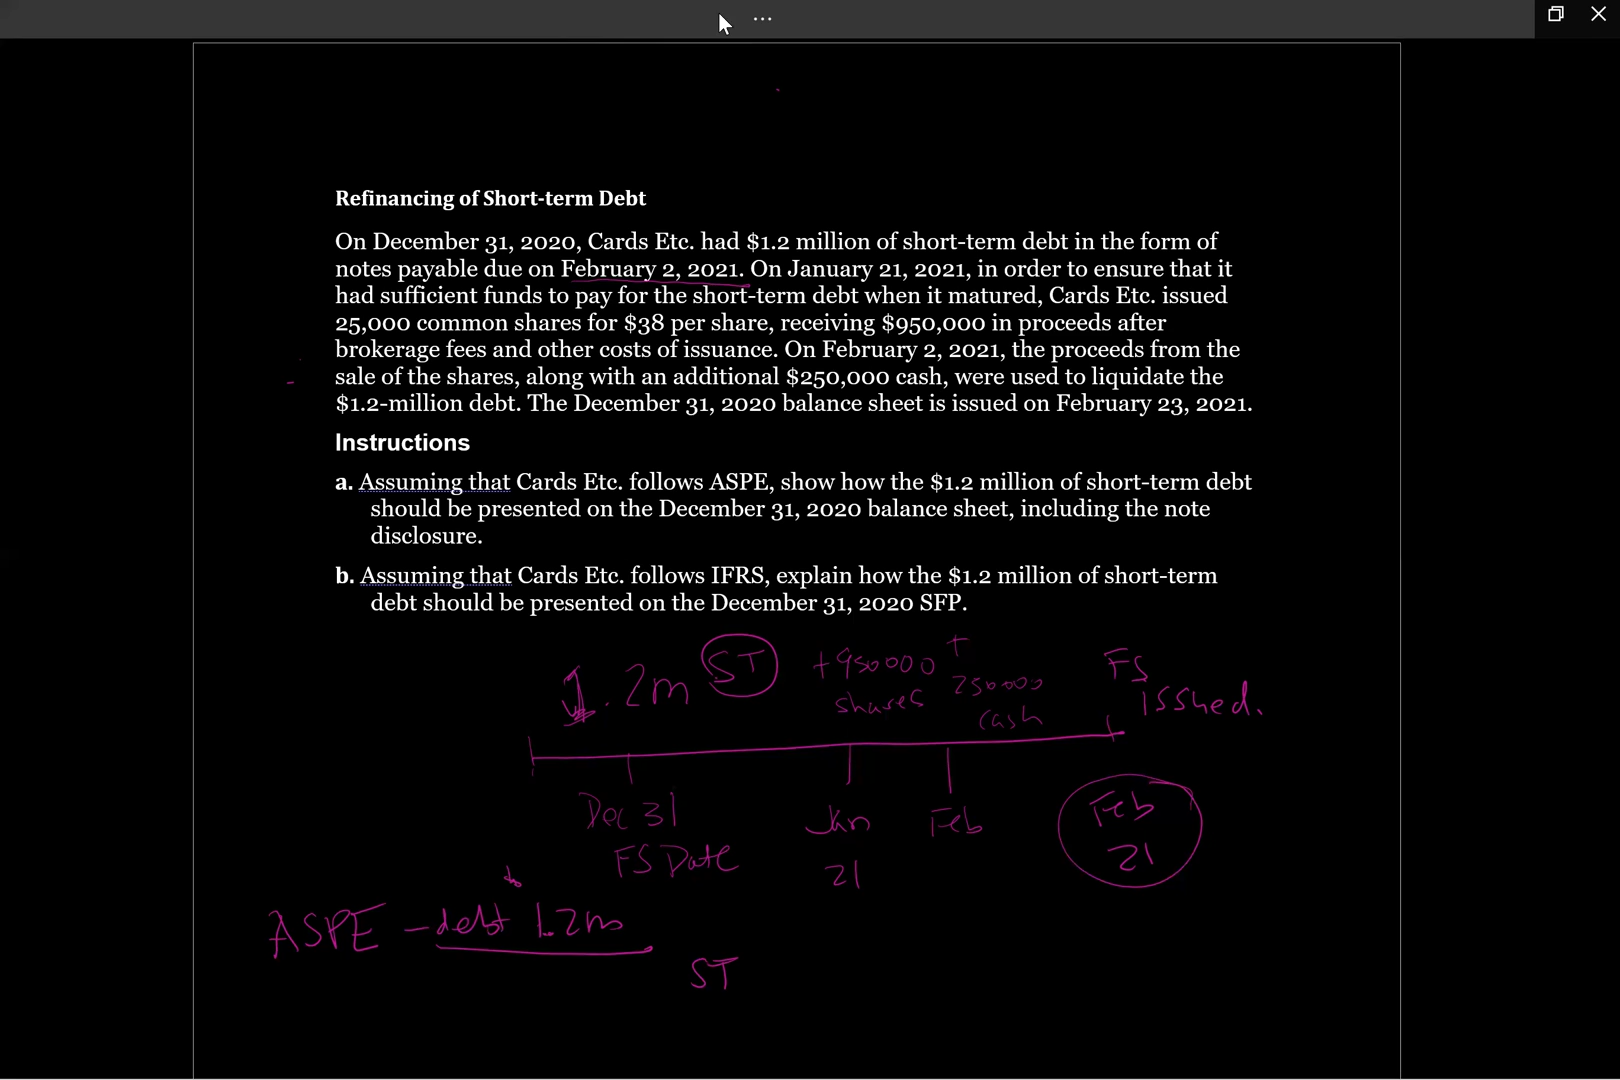 Refinancing of Short-term Debt
On December 31, 2020, Cards Etc. had $1.2 million of short-term debt in the form of
notes payable due on February 2, 2021. On January 21, 2021, in order to ensure that it
had sufficient funds to pay for the short-term debt when it matured, Cards Etc. issued
25,000 common shares for $38 per share, receiving $950,000 in proceeds after
brokerage fees and other costs of issuance. On February 2, 2021, the proceeds from the
sale of the shares, along with an additional $250,000 cash, were used to liquidate the
$1.2-million debt. The December 31, 2020 balance sheet is issued on February 23, 2021.
Instructions
a. Assuming that Cards Etc. follows ASPE, show how the $1.2 million of short-term debt
should be presented on the December 31, 2020 balance sheet, including the note
disclosure.
b. Assuming that Cards Etc. follows IFRS, explain how the $1.2 million of short-term
debt should be presented on the December 31, 2020 SFP.
1.2m ST +950000 + FS
shares 250000 issued.
cash
Dec 31 Jan Feb Feb
FS Date 21 21
ASPE - debt 1.2m
ST